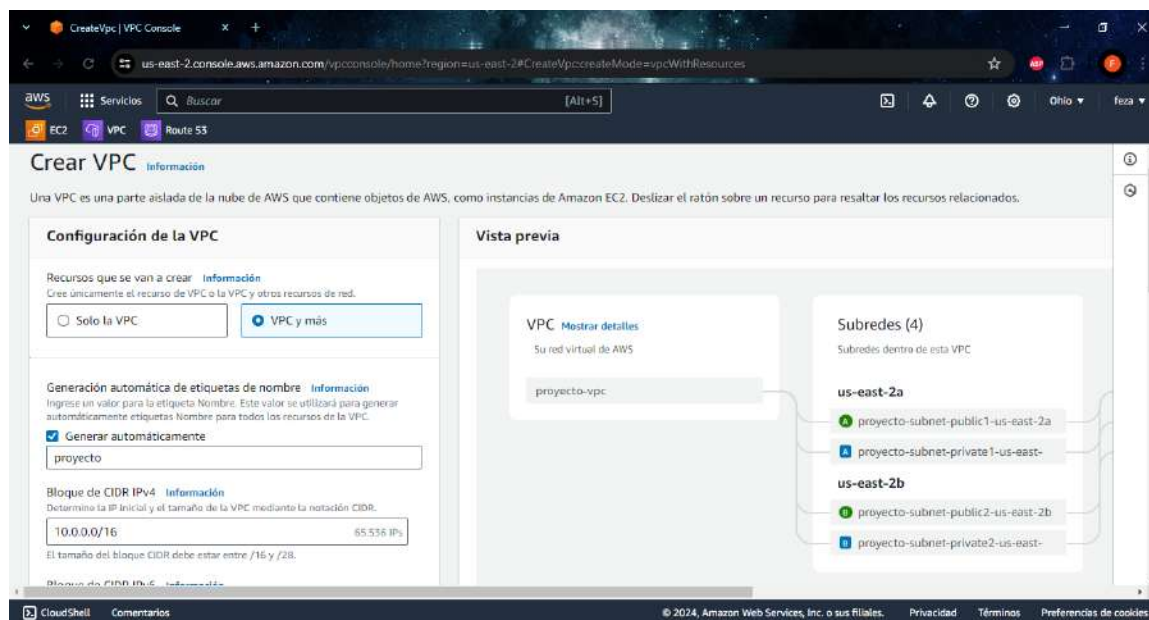 CreateVpc | VPC Console
us-east-2.console.aws.amazon.com/vpcconsole/home?region=us-east-2#CreateVpc:createMode=vpcWithResources
aws Servicios Buscar [Alt+S] Ohio feza
EC2 VPC Route 53
Crear VPC Información
Una VPC es una parte aislada de la nube de AWS que contiene objetos de AWS, como instancias de Amazon EC2. Deslizar el ratón sobre un recurso para resaltar los recursos relacionados.
Configuración de la VPC
Recursos que se van a crear Información
Cree únicamente el recurso de VPC o la VPC y otros recursos de red.
Solo la VPC
VPC y más
Generación automática de etiquetas de nombre Información
Ingrese un valor para la etiqueta Nombre. Este valor se utilizará para generar
automáticamente etiquetas Nombre para todos los recursos de la VPC.
Generar automáticamente
proyecto
Bloque de CIDR IPv4 Información
Determine la IP inicial y el tamaño de la VPC mediante la notación CIDR.
10.0.0.0/16 65.536 IPs
El tamaño del bloque CIDR debe estar entre /16 y /28.
Bloque de CIDR IPv6 Información
Vista previa
VPC Mostrar detalles
Su red virtual de AWS
proyecto-vpc
Subredes (4)
Subredes dentro de esta VPC
us-east-2a
A proyecto-subnet-public1-us-east-2a
A proyecto-subnet-private1-us-east-
us-east-2b
B proyecto-subnet-public2-us-east-2b
B proyecto-subnet-private2-us-east-
CloudShell Comentarios © 2024, Amazon Web Services, Inc. o sus filiales. Privacidad Términos Preferencias de cookies